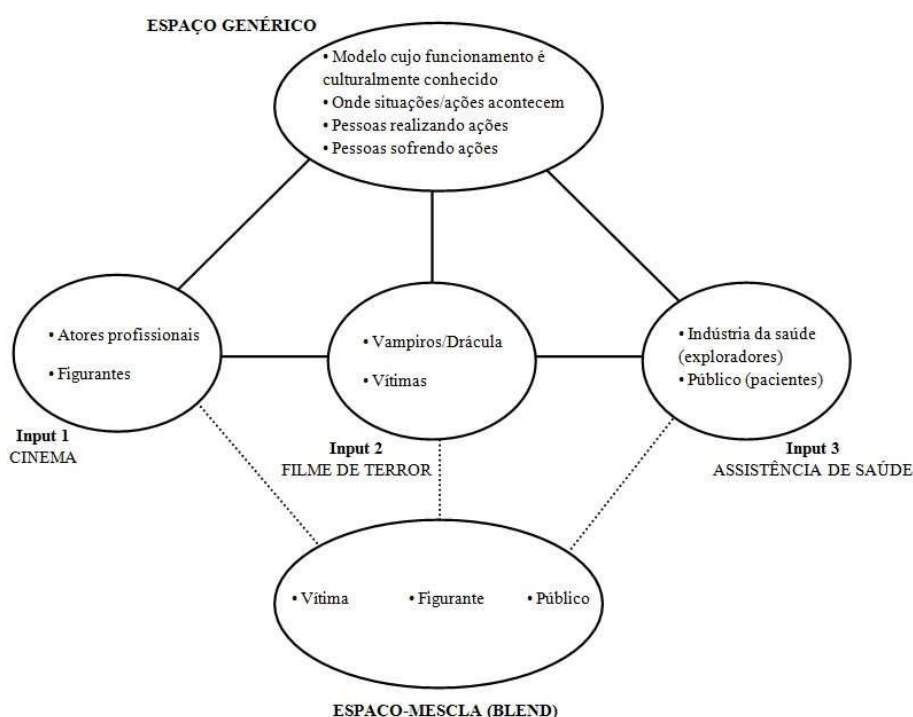 ESPAÇO GENÉRICO
• Modelo cujo funcionamento é
culturalmente conhecido
• Onde situações/ações acontecem
• Pessoas realizando ações
• Pessoas sofrendo ações
• Atores profissionais
• Figurantes
Input 1
CINEMA
• Vampiros/Drácula
• Vítimas
Input 2
FILME DE TERROR
• Indústria da saúde
(exploradores)
• Público (pacientes)
Input 3
ASSISTÊNCIA DE SAÚDE
• Vítima • Figurante • Público
ESPACO-MESCLA (BLEND)